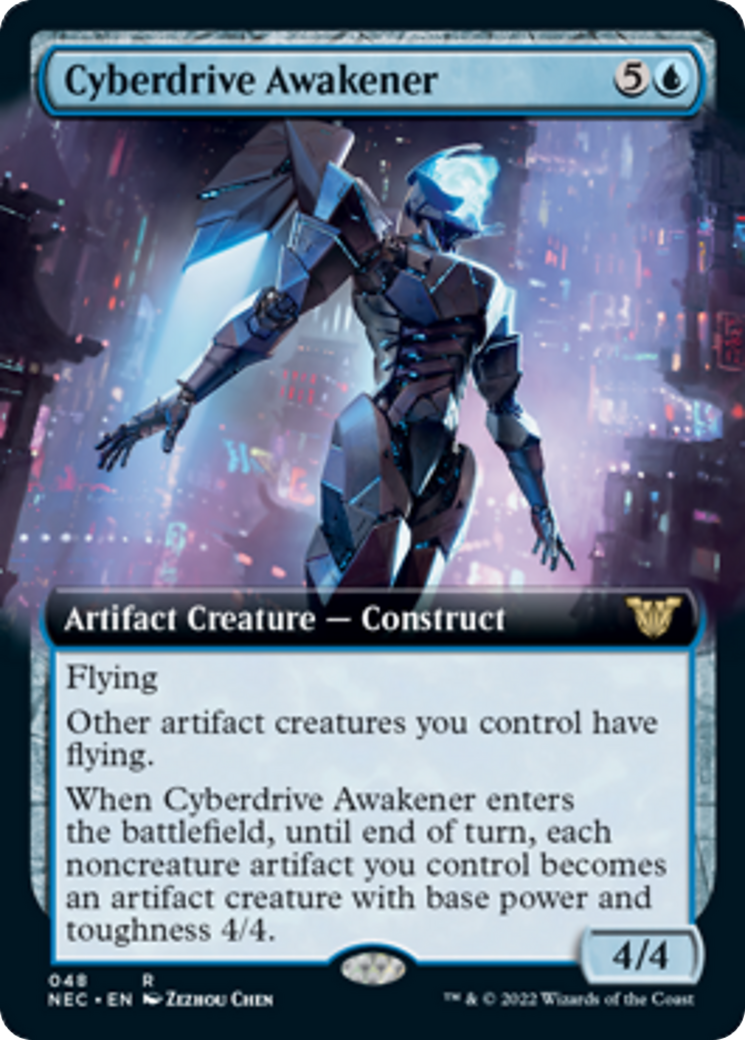 Cyberdrive Awakener 5
Artifact Creature — Construct
Flying
Other artifact creatures you control have
flying.
When Cyberdrive Awakener enters
the battlefield, until end of turn, each
noncreature artifact you control becomes
an artifact creature with base power and
toughness 4/4.
4/4
048 R
NEC • EN Zezhou Chen
™ & © 2022 Wizards of the Coast